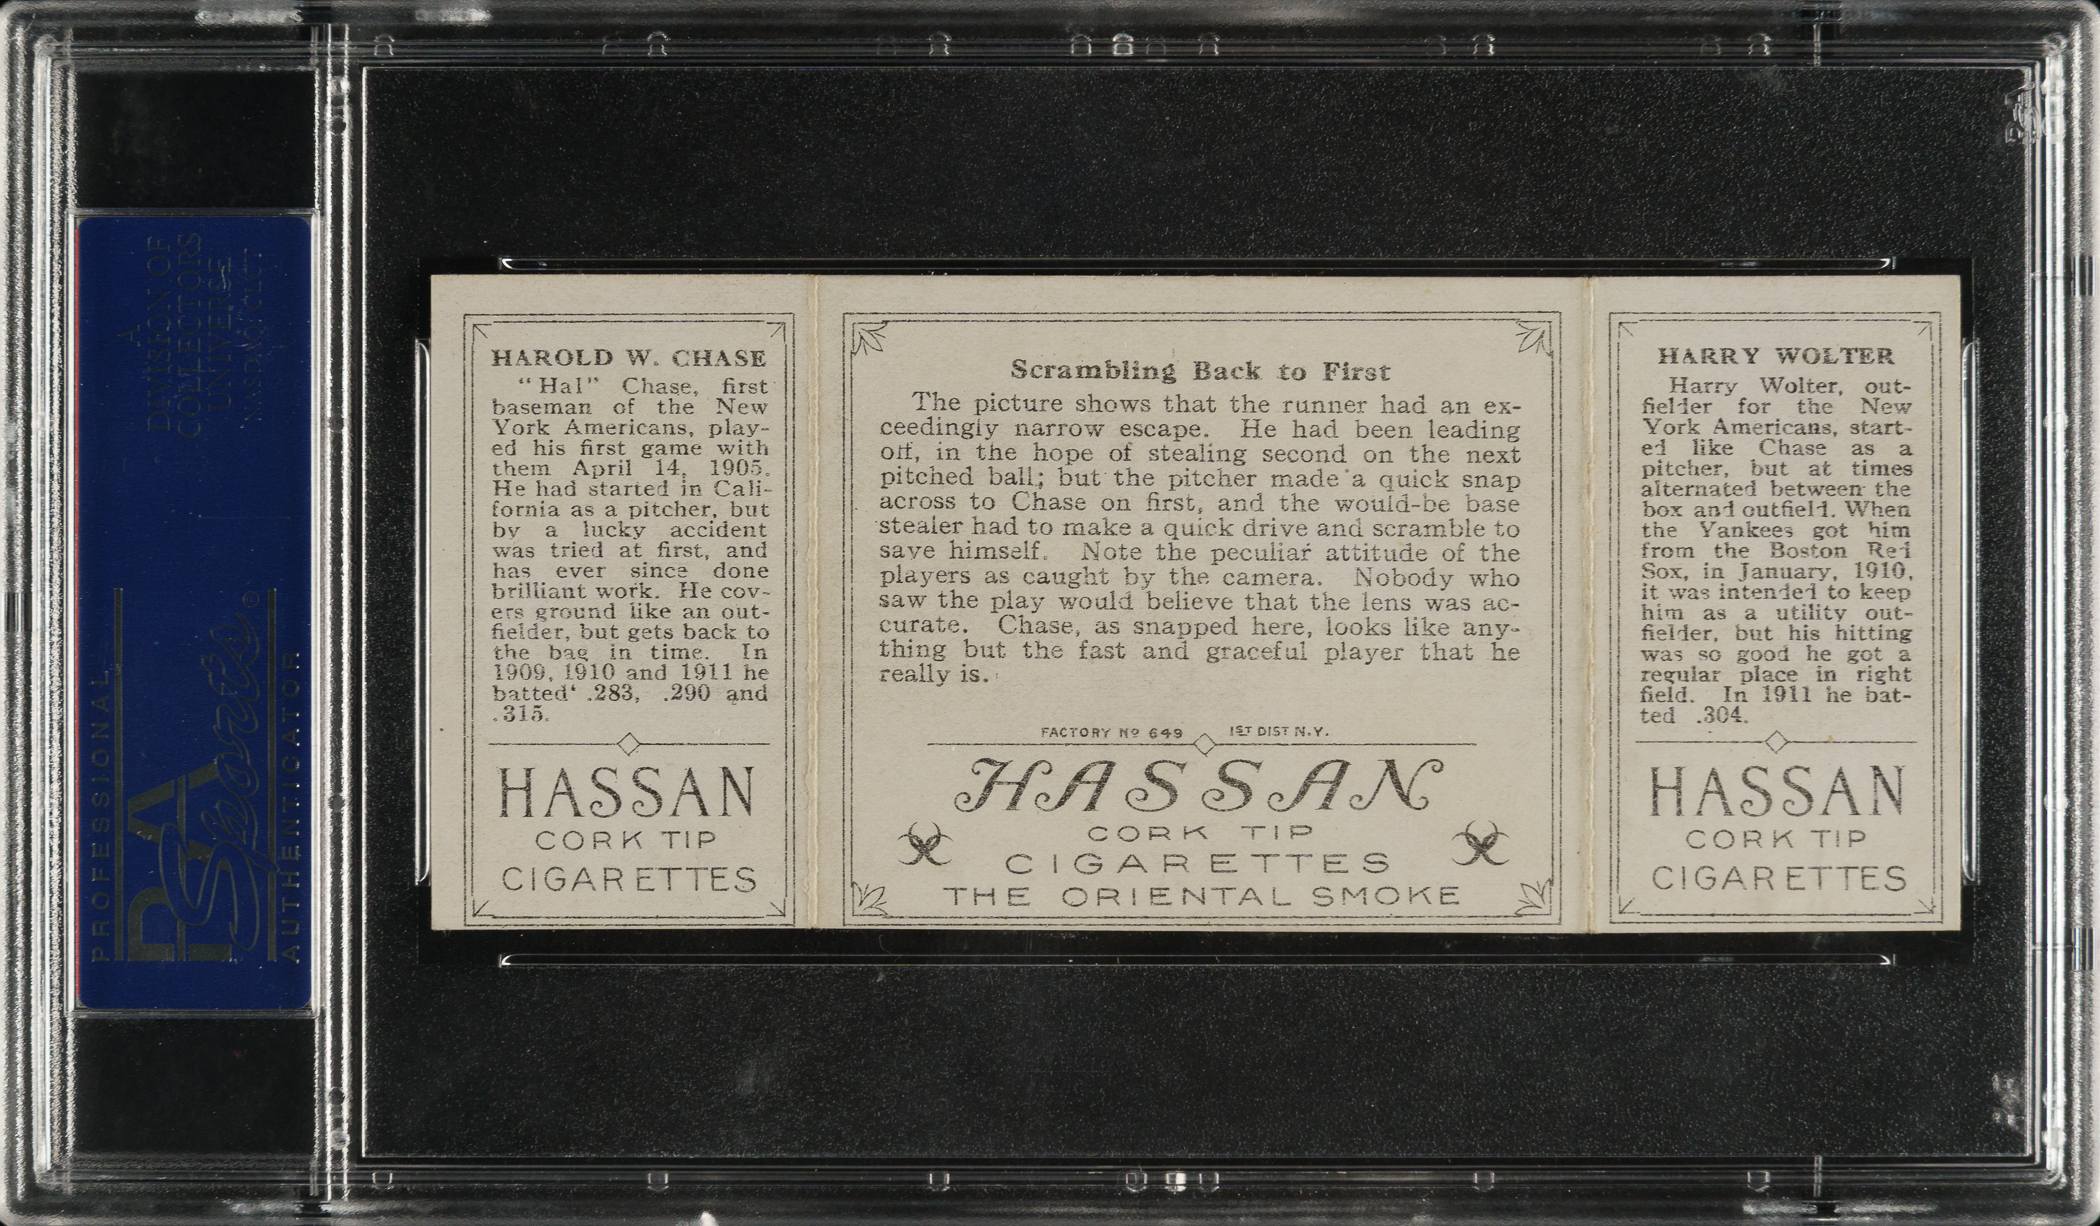 A
DIVISION OF
COLLECTORS
UNIVERSE
NASDAQ: CLCT
PROFESSIONAL
PSA
Sports®
AUTHENTICATOR
HAROLD W. CHASE
"Hal" Chase, first
baseman of the New
York Americans, play-
ed his first game with
them April 14, 1905.
He had started in Cali-
fornia as a pitcher, but
by a lucky accident
was tried at first, and
has ever since done
brilliant work. He cov-
ers ground like an out-
fielder, but gets back to
the bag in time. In
1909, 1910 and 1911 he
batted .283, .290 and
.315.
HASSAN
CORK TIP
CIGARETTES
Scrambling Back to First
The picture shows that the runner had an ex-
ceedingly narrow escape. He had been leading
off, in the hope of stealing second on the next
pitched ball; but the pitcher made a quick snap
across to Chase on first, and the would-be base
stealer had to make a quick drive and scramble to
save himself. Note the peculiar attitude of the
players as caught by the camera. Nobody who
saw the play would believe that the lens was ac-
curate. Chase, as snapped here, looks like any-
thing but the fast and graceful player that he
really is.
FACTORY No 649 1ST DIST N.Y.
HASSAN
CORK TIP
CIGARETTES
THE ORIENTAL SMOKE
HARRY WOLTER
Harry Wolter, out-
fielder for the New
York Americans, start-
ed like Chase as a
pitcher, but at times
alternated between the
box and outfield. When
the Yankees got him
from the Boston Red
Sox, in January, 1910,
it was intended to keep
him as a utility out-
fielder, but his hitting
was so good he got a
regular place in right
field. In 1911 he bat-
ted .304.
HASSAN
CORK TIP
CIGARETTES